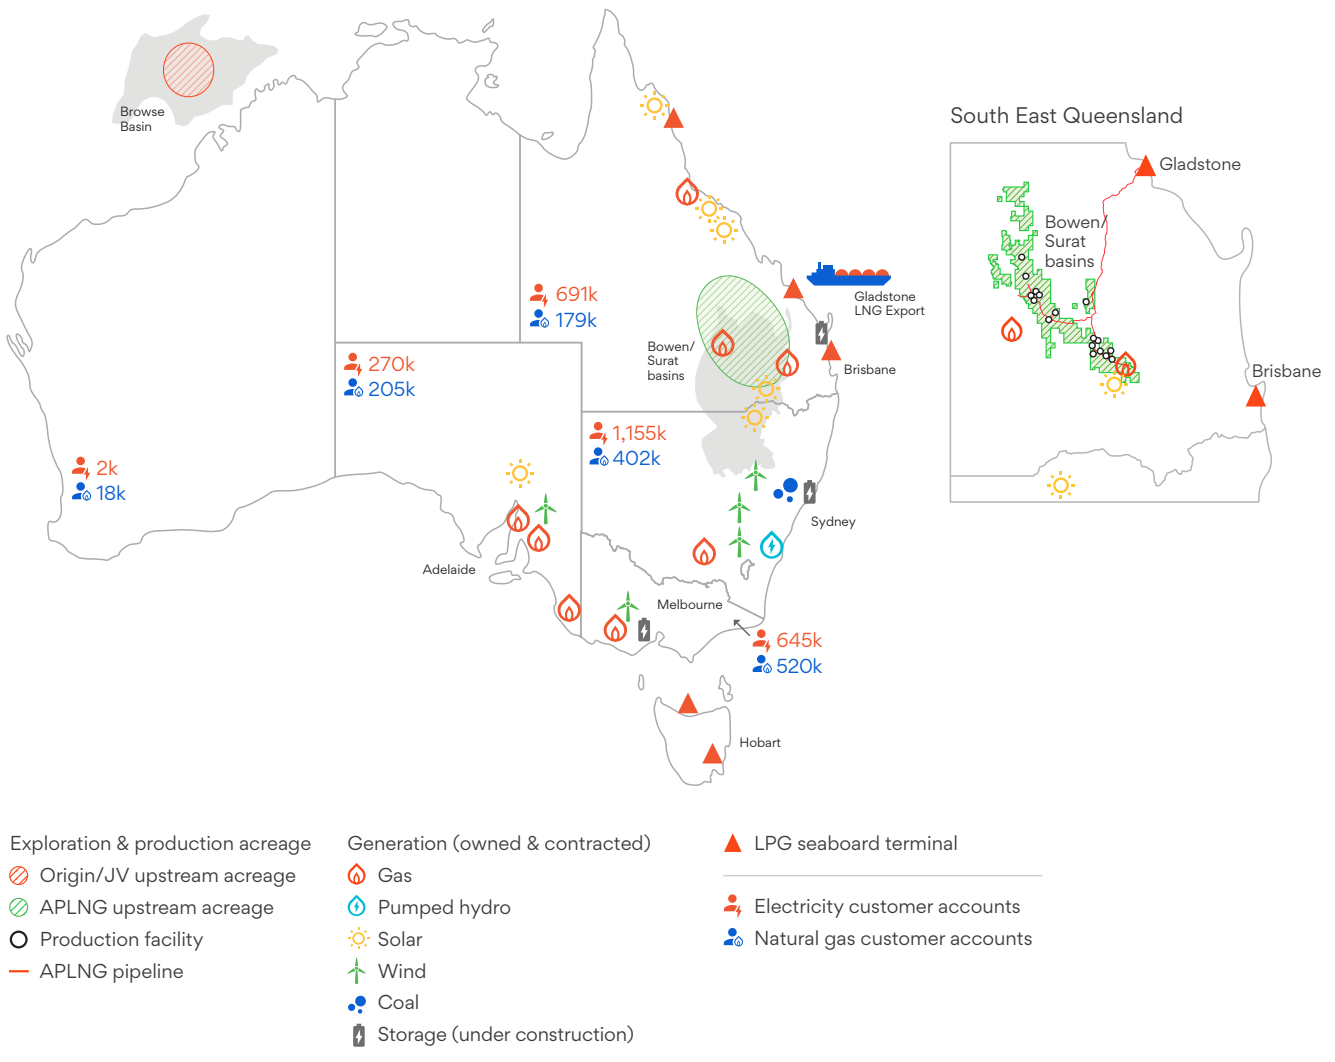 Browse
Basin
South East Queensland
Gladstone
Bowen/
Surat
basins
Brisbane
691k
179k
Gladstone
LNG Export
Bowen/
Surat
basins
Brisbane
270k
205k
1,155k
402k
2k
18k
Sydney
Adelaide
Melbourne
645k
520k
Hobart
Exploration & production acreage
Origin/JV upstream acreage
APLNG upstream acreage
Production facility
APLNG pipeline
Generation (owned & contracted)
Gas
Pumped hydro
Solar
Wind
Coal
Storage (under construction)
LPG seaboard terminal
Electricity customer accounts
Natural gas customer accounts